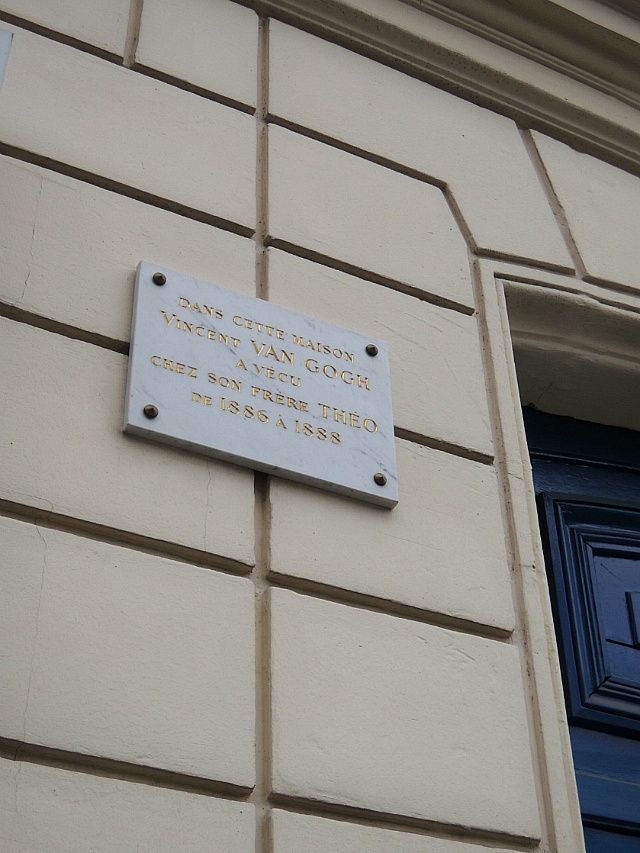 DANS CETTE MAISON
VINCENT VAN GOGH
A VÉCU
CHEZ SON FRÈRE THÉO
DE 1886 À 1888